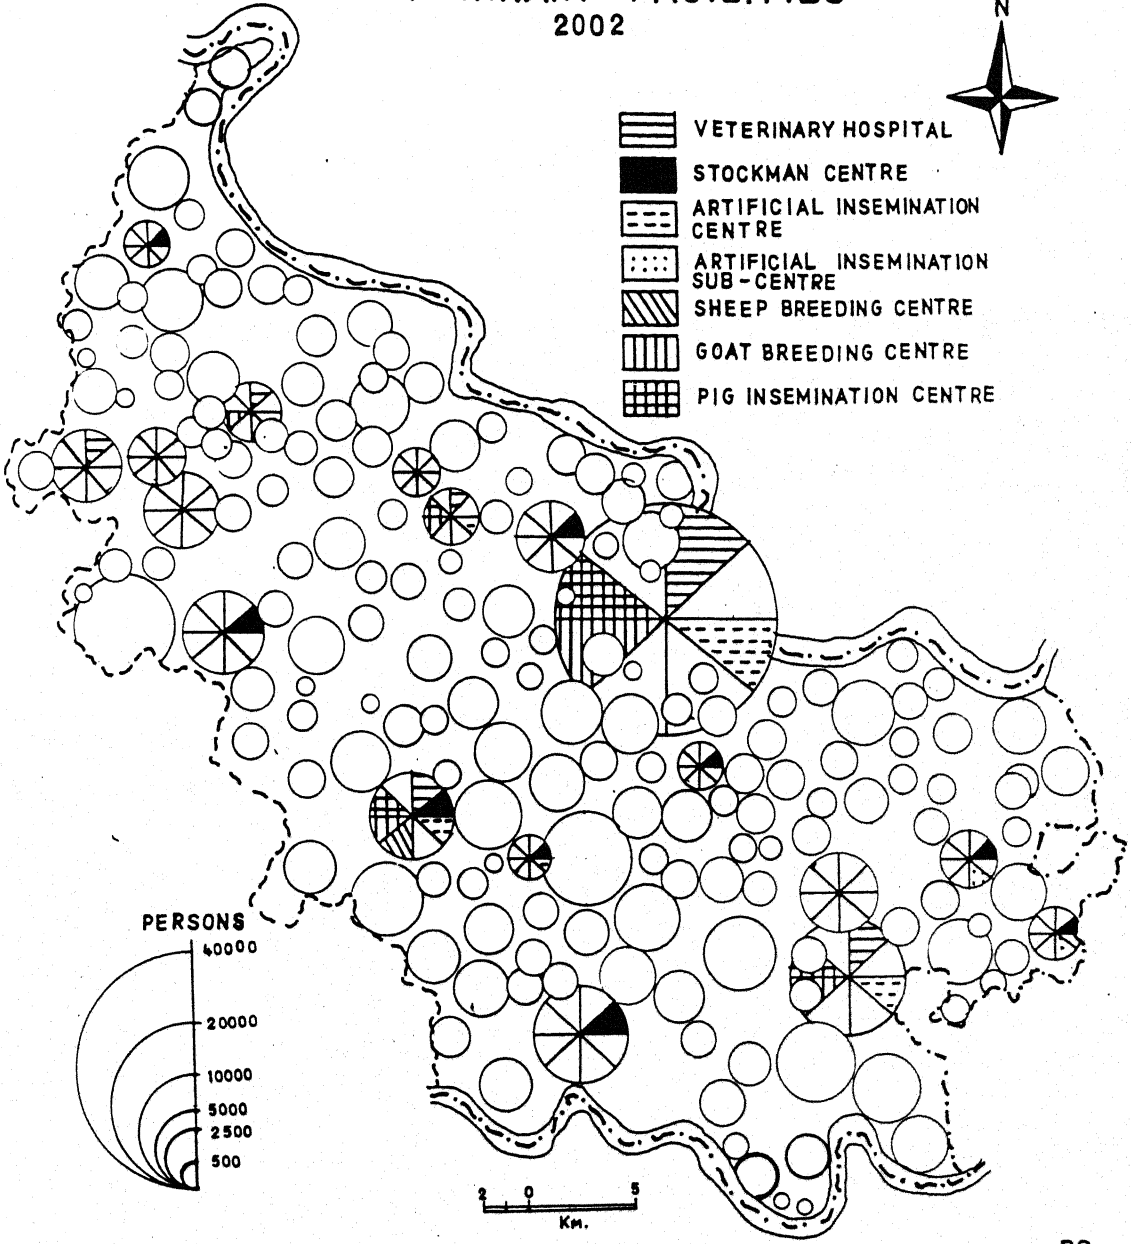 2002
N
VETERINARY HOSPITAL
STOCKMAN CENTRE
ARTIFICIAL INSEMINATION
CENTRE
ARTIFICIAL INSEMINATION
SUB-CENTRE
SHEEP BREEDING CENTRE
GOAT BREEDING CENTRE
PIG INSEMINATION CENTRE
PERSONS
40000
20000
10000
5000
2500
500
2 0 5
KM.